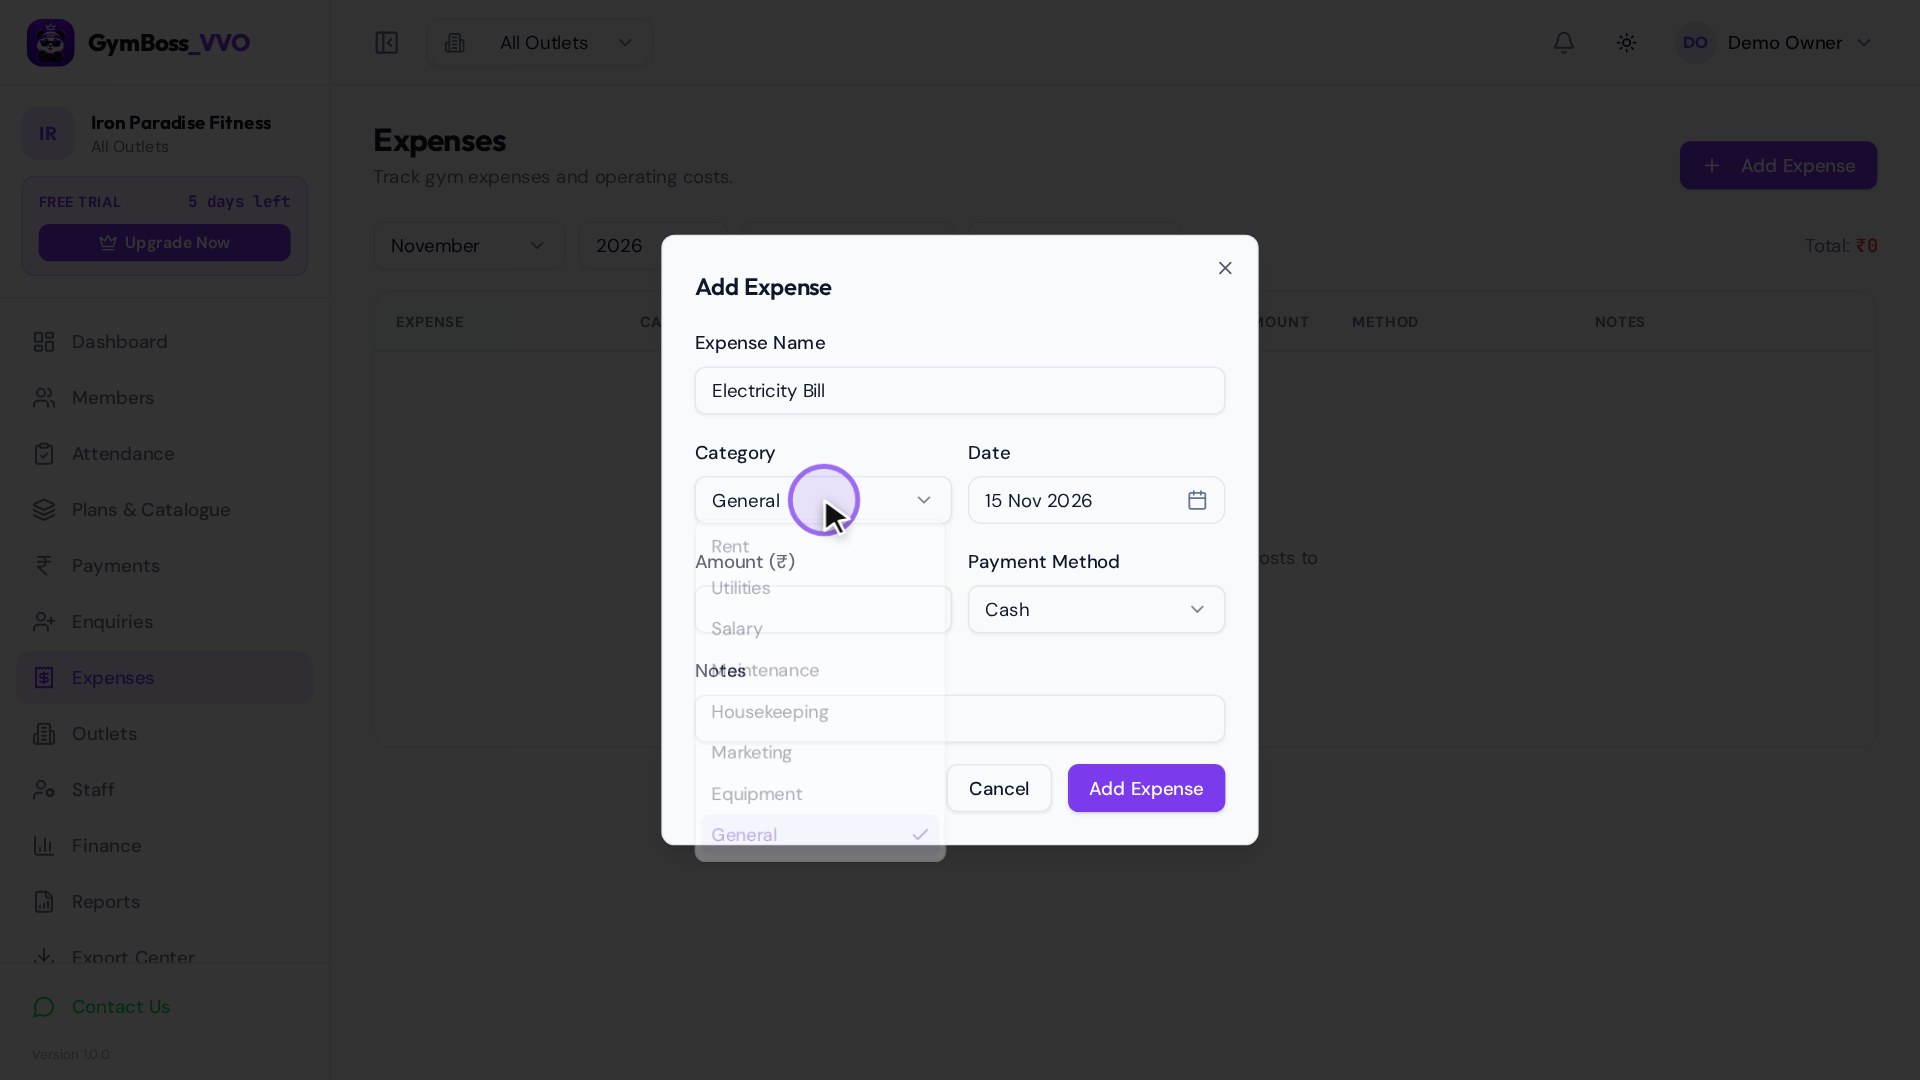 GymBoss_VVO
All Outlets
DO Demo Owner
IR
Iron Paradise Fitness
All Outlets
FREE TRIAL 5 days left
Upgrade Now
Dashboard
Members
Attendance
Plans & Catalogue
Payments
Enquiries
Expenses
Outlets
Staff
Finance
Reports
Export Center
Contact Us
Version 1.0.0
Expenses
Track gym expenses and operating costs.
+ Add Expense
November
2026
Total: ₹0
EXPENSE CA MOUNT METHOD NOTES
osts to
Add Expense
Expense Name
Electricity Bill
Category
General
Date
15 Nov 2026
Amount (₹)
Payment Method
Cash
Notes
Rent
Utilities
Salary
Maintenance
Housekeeping
Marketing
Equipment
General
Cancel
Add Expense